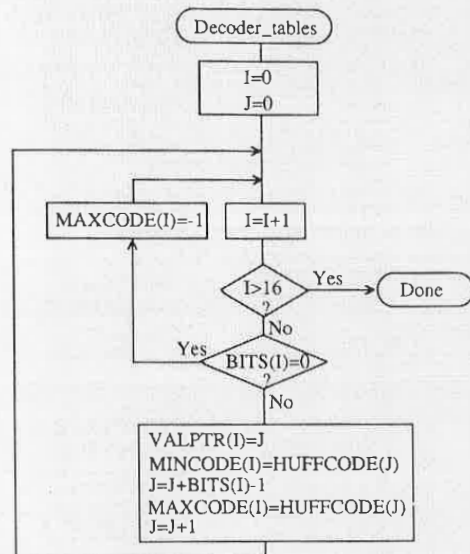 Decoder_tables
I=0
J=0
MAXCODE(I)=-1
I=I+1
I>16
?
Yes
Done
No
Yes
BITS(I)=0
?
No
VALPTR(I)=J
MINCODE(I)=HUFFCODE(J)
J=J+BITS(I)-1
MAXCODE(I)=HUFFCODE(J)
J=J+1